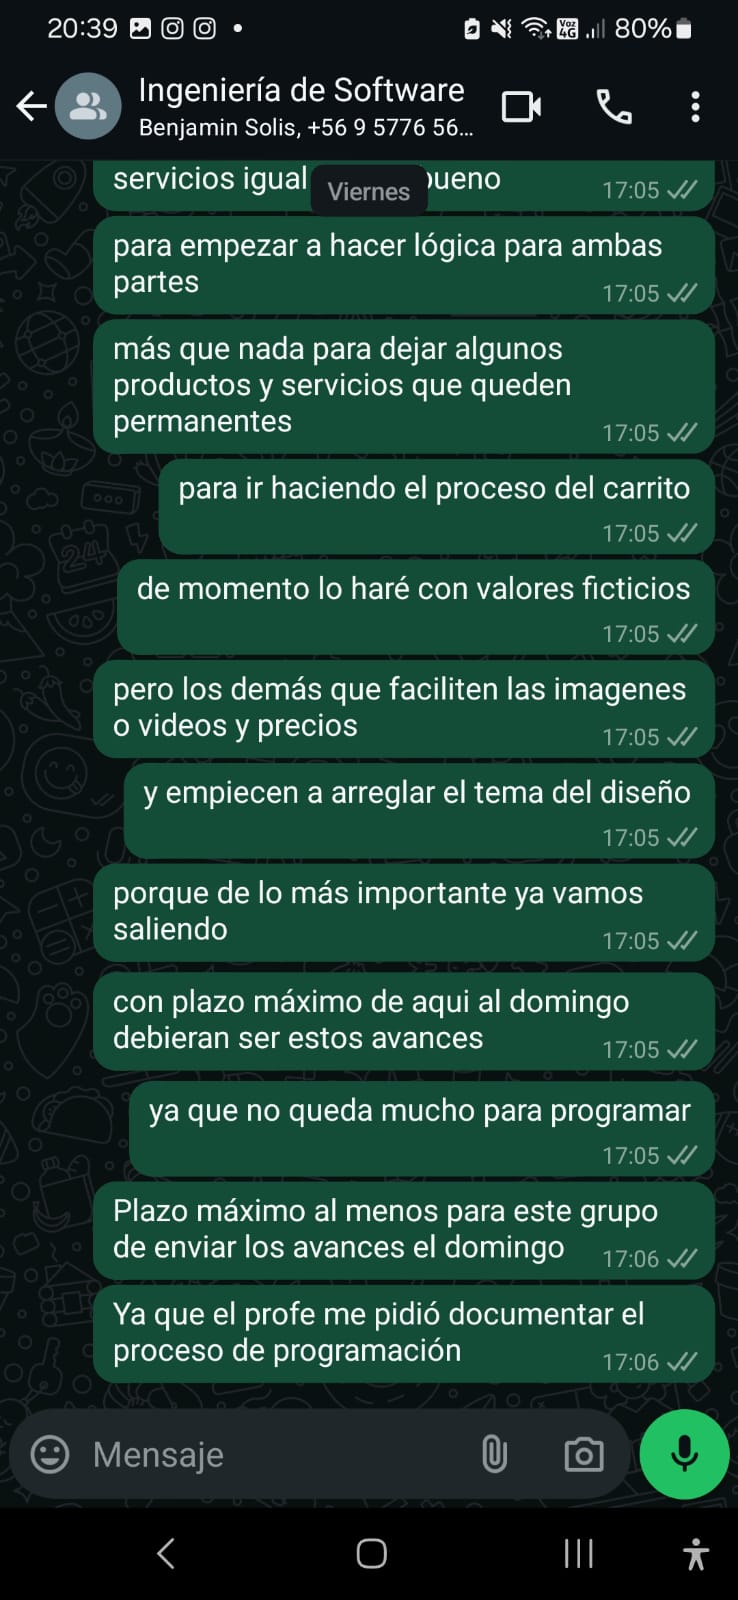 20:39
Voz 4G
80%
Ingeniería de Software
Benjamin Solis, +56 9 5776 56...
Viernes
servicios igual bueno 17:05
para empezar a hacer lógica para ambas
partes 17:05
más que nada para dejar algunos
productos y servicios que queden
permanentes 17:05
para ir haciendo el proceso del carrito
17:05
de momento lo haré con valores ficticios
17:05
pero los demás que faciliten las imagenes
o videos y precios 17:05
y empiecen a arreglar el tema del diseño
17:05
porque de lo más importante ya vamos
saliendo 17:05
con plazo máximo de aqui al domingo
debieran ser estos avances 17:05
ya que no queda mucho para programar
17:05
Plazo máximo al menos para este grupo
de enviar los avances el domingo 17:06
Ya que el profe me pidió documentar el
proceso de programación 17:06
Mensaje